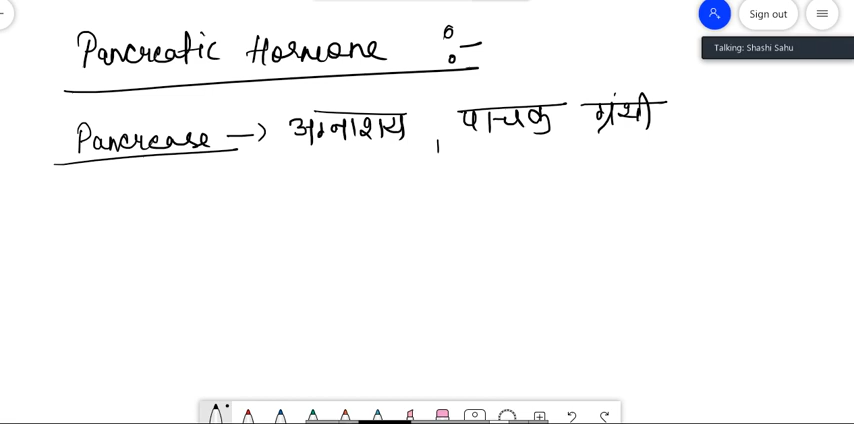 Sign out
Talking: Shashi Sahu
Pancreatic Hormone :-
Pancrease → अग्नाशय, पाचक ग्रंथी